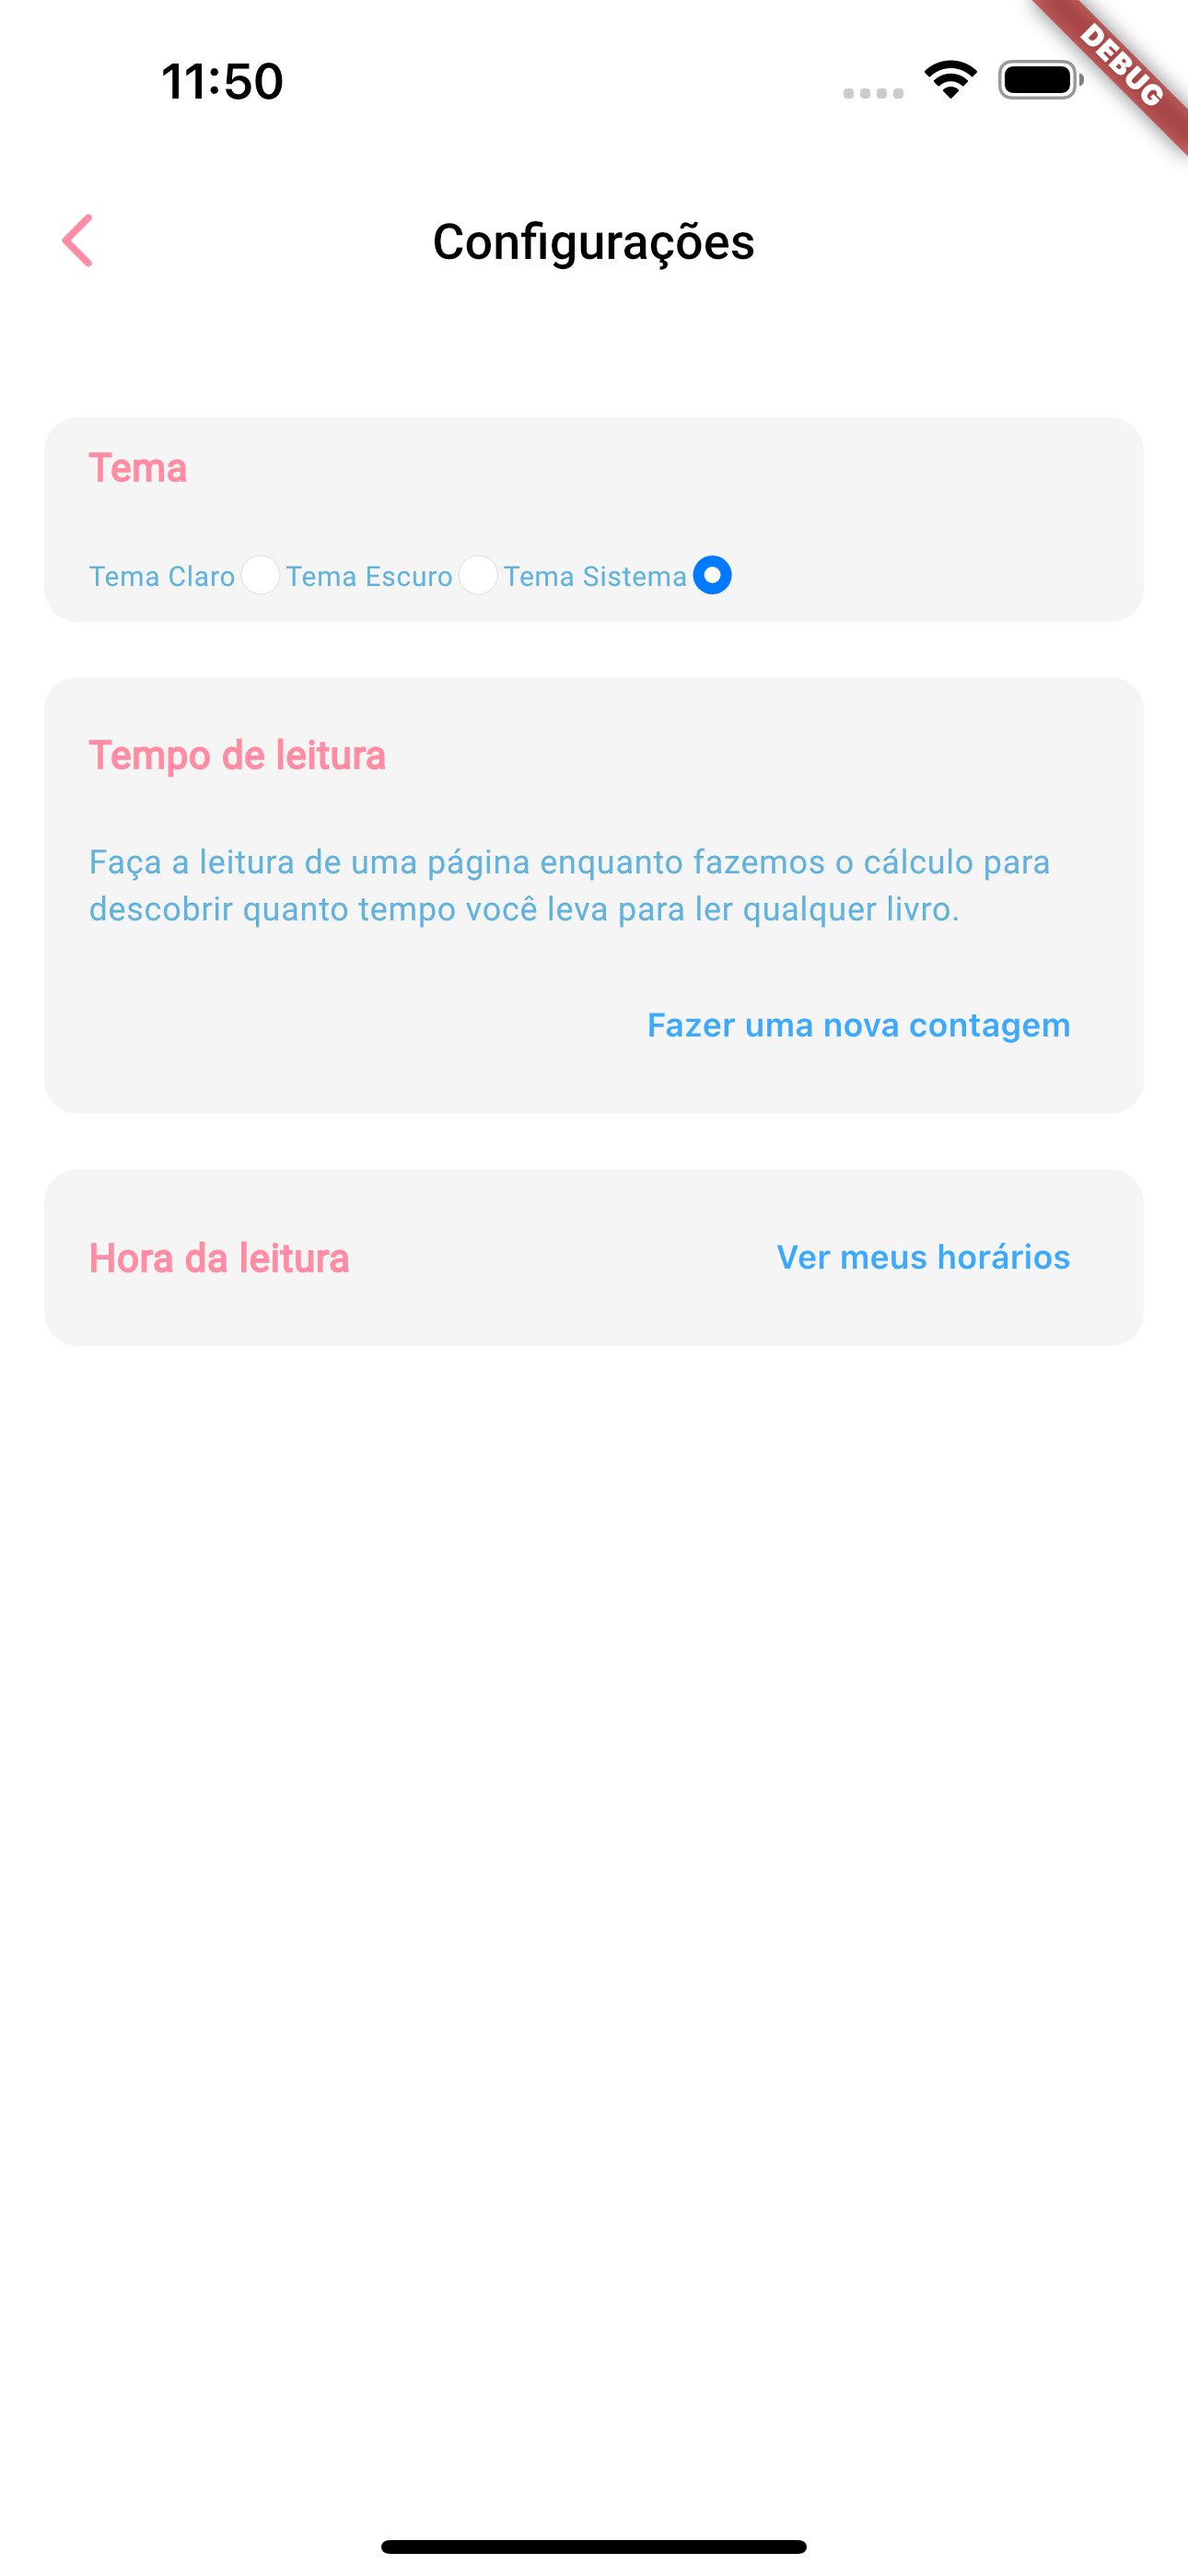 11:50
DEBUG
Configurações
Tema
Tema Claro Tema Escuro Tema Sistema
Tempo de leitura
Faça a leitura de uma página enquanto fazemos o cálculo para
descobrir quanto tempo você leva para ler qualquer livro.
Fazer uma nova contagem
Hora da leitura Ver meus horários